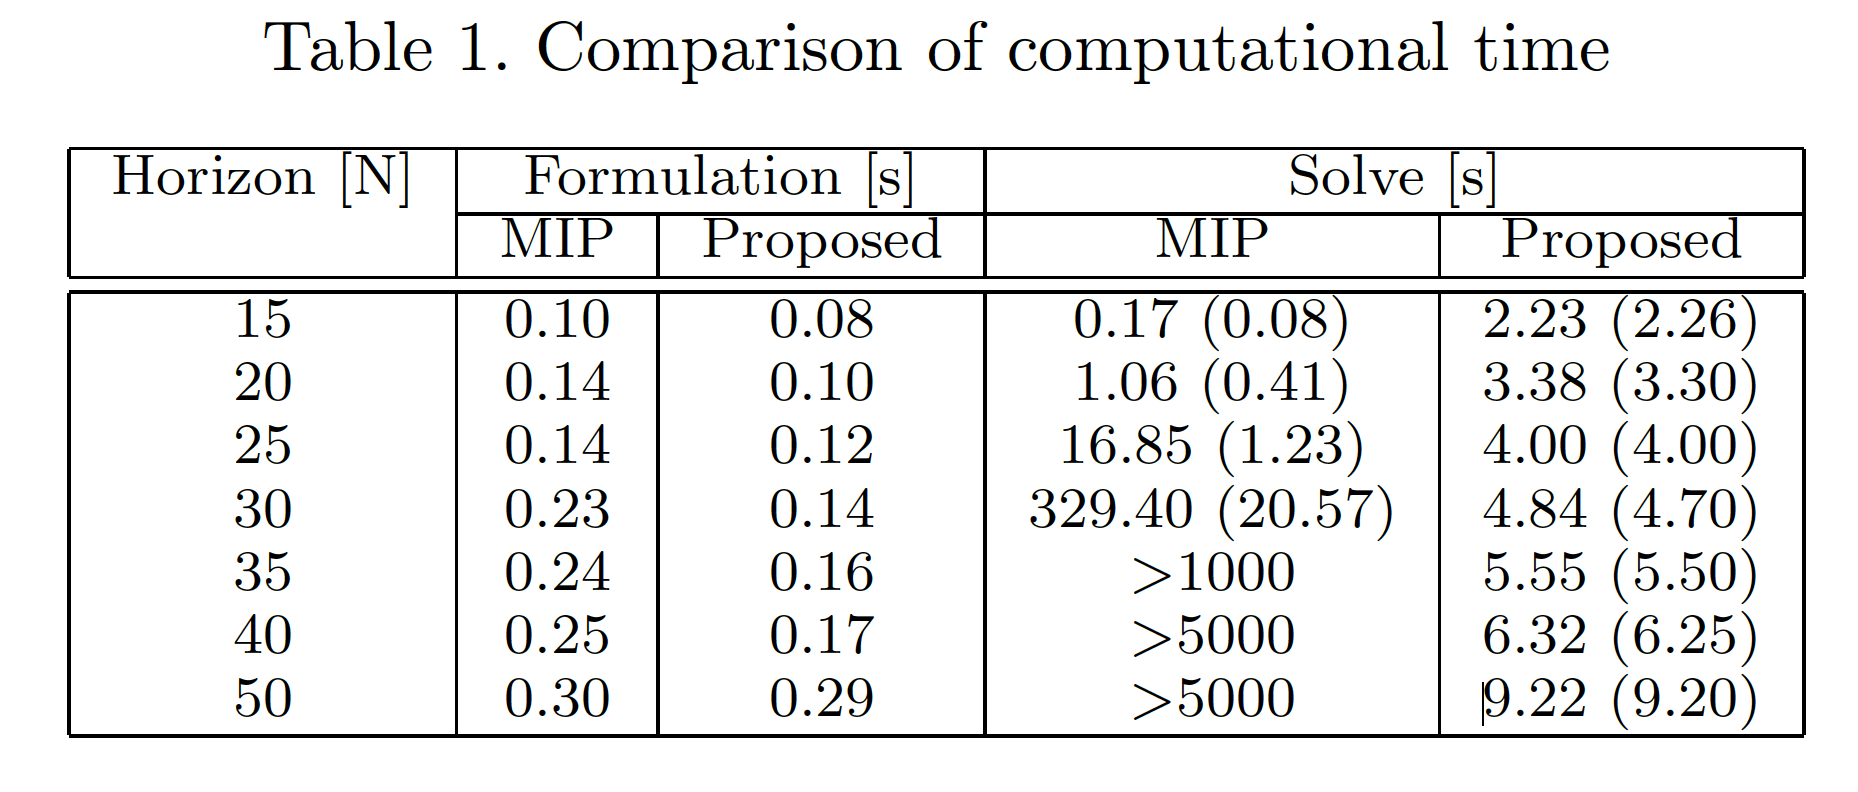 Table 1. Comparison of computational time
Horizon [N] Formulation [s] Solve [s]
MIP Proposed MIP Proposed
15 0.10 0.08 0.17 (0.08) 2.23 (2.26)
20 0.14 0.10 1.06 (0.41) 3.38 (3.30)
25 0.14 0.12 16.85 (1.23) 4.00 (4.00)
30 0.23 0.14 329.40 (20.57) 4.84 (4.70)
35 0.24 0.16 >1000 5.55 (5.50)
40 0.25 0.17 >5000 6.32 (6.25)
50 0.30 0.29 >5000 9.22 (9.20)